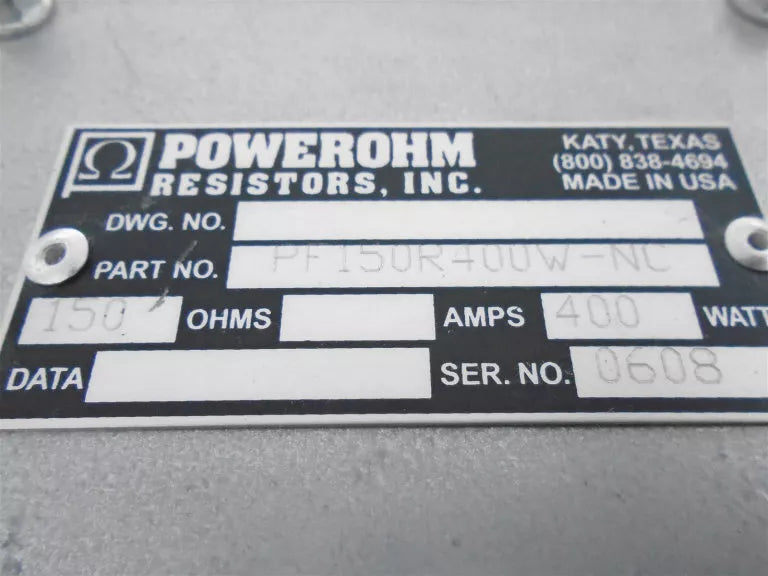 Ω POWEROHM
RESISTORS, INC.
KATY, TEXAS
(800) 838-4694
MADE IN USA
DWG. NO.
PART NO. PF150R400W-NC
150 OHMS AMPS 400 WATT
DATA SER. NO. 0608